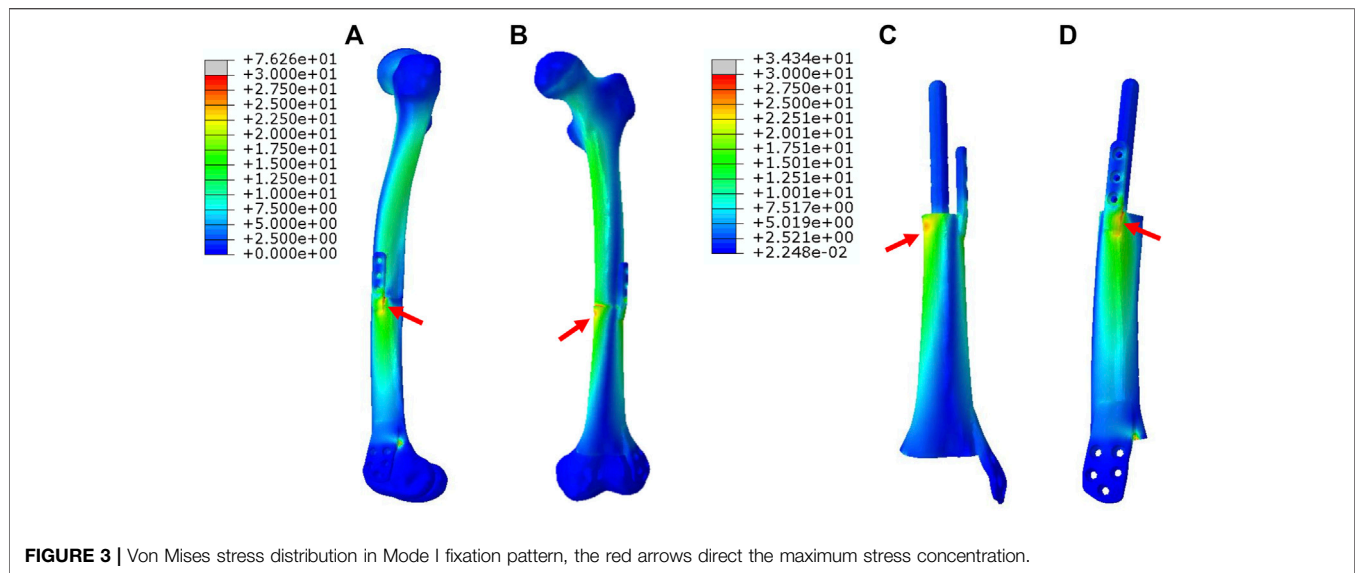 A
B
C
D
+7.626e+01
+3.000e+01
+2.750e+01
+2.500e+01
+2.250e+01
+2.000e+01
+1.750e+01
+1.500e+01
+1.250e+01
+1.000e+01
+7.500e+00
+5.000e+00
+2.500e+00
+0.000e+00
+3.434e+01
+3.000e+01
+2.750e+01
+2.500e+01
+2.251e+01
+2.001e+01
+1.751e+01
+1.501e+01
+1.251e+01
+1.001e+01
+7.517e+00
+5.019e+00
+2.521e+00
+2.248e-02
FIGURE 3 | Von Mises stress distribution in Mode I fixation pattern, the red arrows direct the maximum stress concentration.